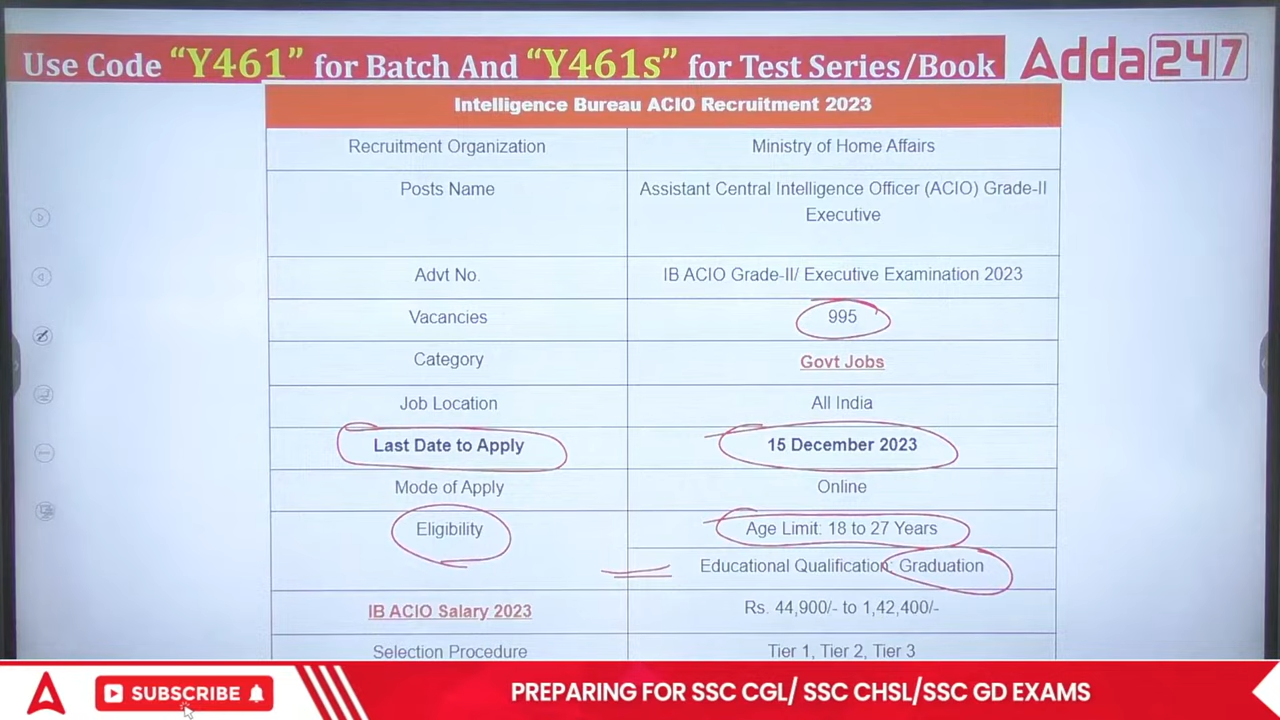 Use Code “Y461” for Batch And “Y461s” for Test Series/Book
Adda247
Intelligence Bureau ACIO Recruitment 2023
Recruitment Organization
Ministry of Home Affairs
Posts Name
Assistant Central Intelligence Officer (ACIO) Grade-II
Executive
Advt No.
IB ACIO Grade-II/ Executive Examination 2023
Vacancies
995
Category
Govt Jobs
Job Location
All India
Last Date to Apply
15 December 2023
Mode of Apply
Online
Eligibility
Age Limit: 18 to 27 Years
Educational Qualification: Graduation
IB ACIO Salary 2023
Rs. 44,900/- to 1,42,400/-
Selection Procedure
Tier 1, Tier 2, Tier 3
SUBSCRIBE
PREPARING FOR SSC CGL/ SSC CHSL/SSC GD EXAMS